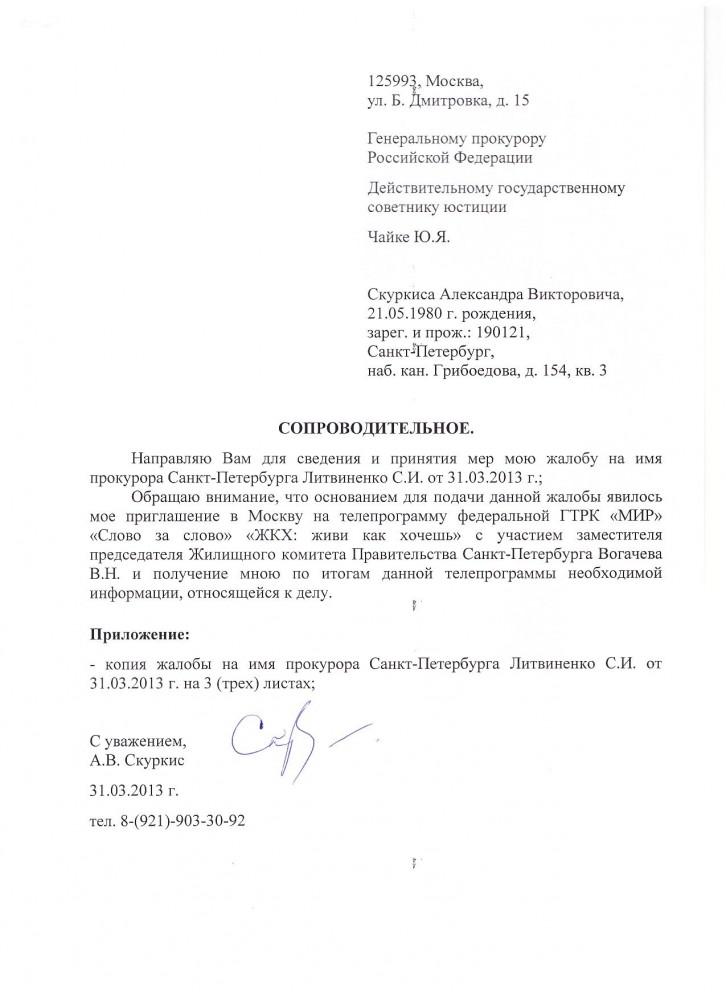 125993, Москва,
ул. Б. Дмитровка, д. 15
Генеральному прокурору
Российской Федерации
Действительному государственному
советнику юстиции
Чайке Ю.Я.
Скуркиса Александра Викторовича,
21.05.1980 г. рождения,
зарег. и прож.: 190121,
Санкт-Петербург,
наб. кан. Грибоедова, д. 154, кв. 3
СОПРОВОДИТЕЛЬНОЕ.
Направляю Вам для сведения и принятия мер мою жалобу на имя
прокурора Санкт-Петербурга Литвиненко С.И. от 31.03.2013 г.;
Обращаю внимание, что основанием для подачи данной жалобы явилось
мое приглашение в Москву на телепрограмму федеральной ГТРК «МИР»
«Слово за слово» «ЖКХ: живи как хочешь» с участием заместителя
председателя Жилищного комитета Правительства Санкт-Петербурга Вогачева
В.Н. и получение мною по итогам данной телепрограммы необходимой
информации, относящейся к делу.
Приложение:
- копия жалобы на имя прокурора Санкт-Петербурга Литвиненко С.И. от
31.03.2013 г. на 3 (трех) листах;
С уважением,
А.В. Скуркис
31.03.2013 г.
тел. 8-(921)-903-30-92